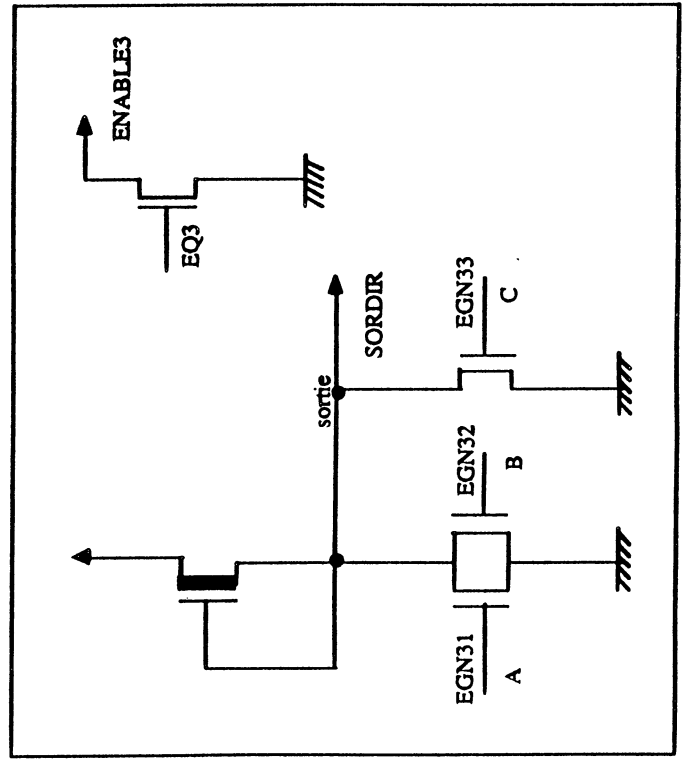 ENABLE3
EQ3
sortie
SORDIR
EGN31
A
EGN32
B
EGN33
C